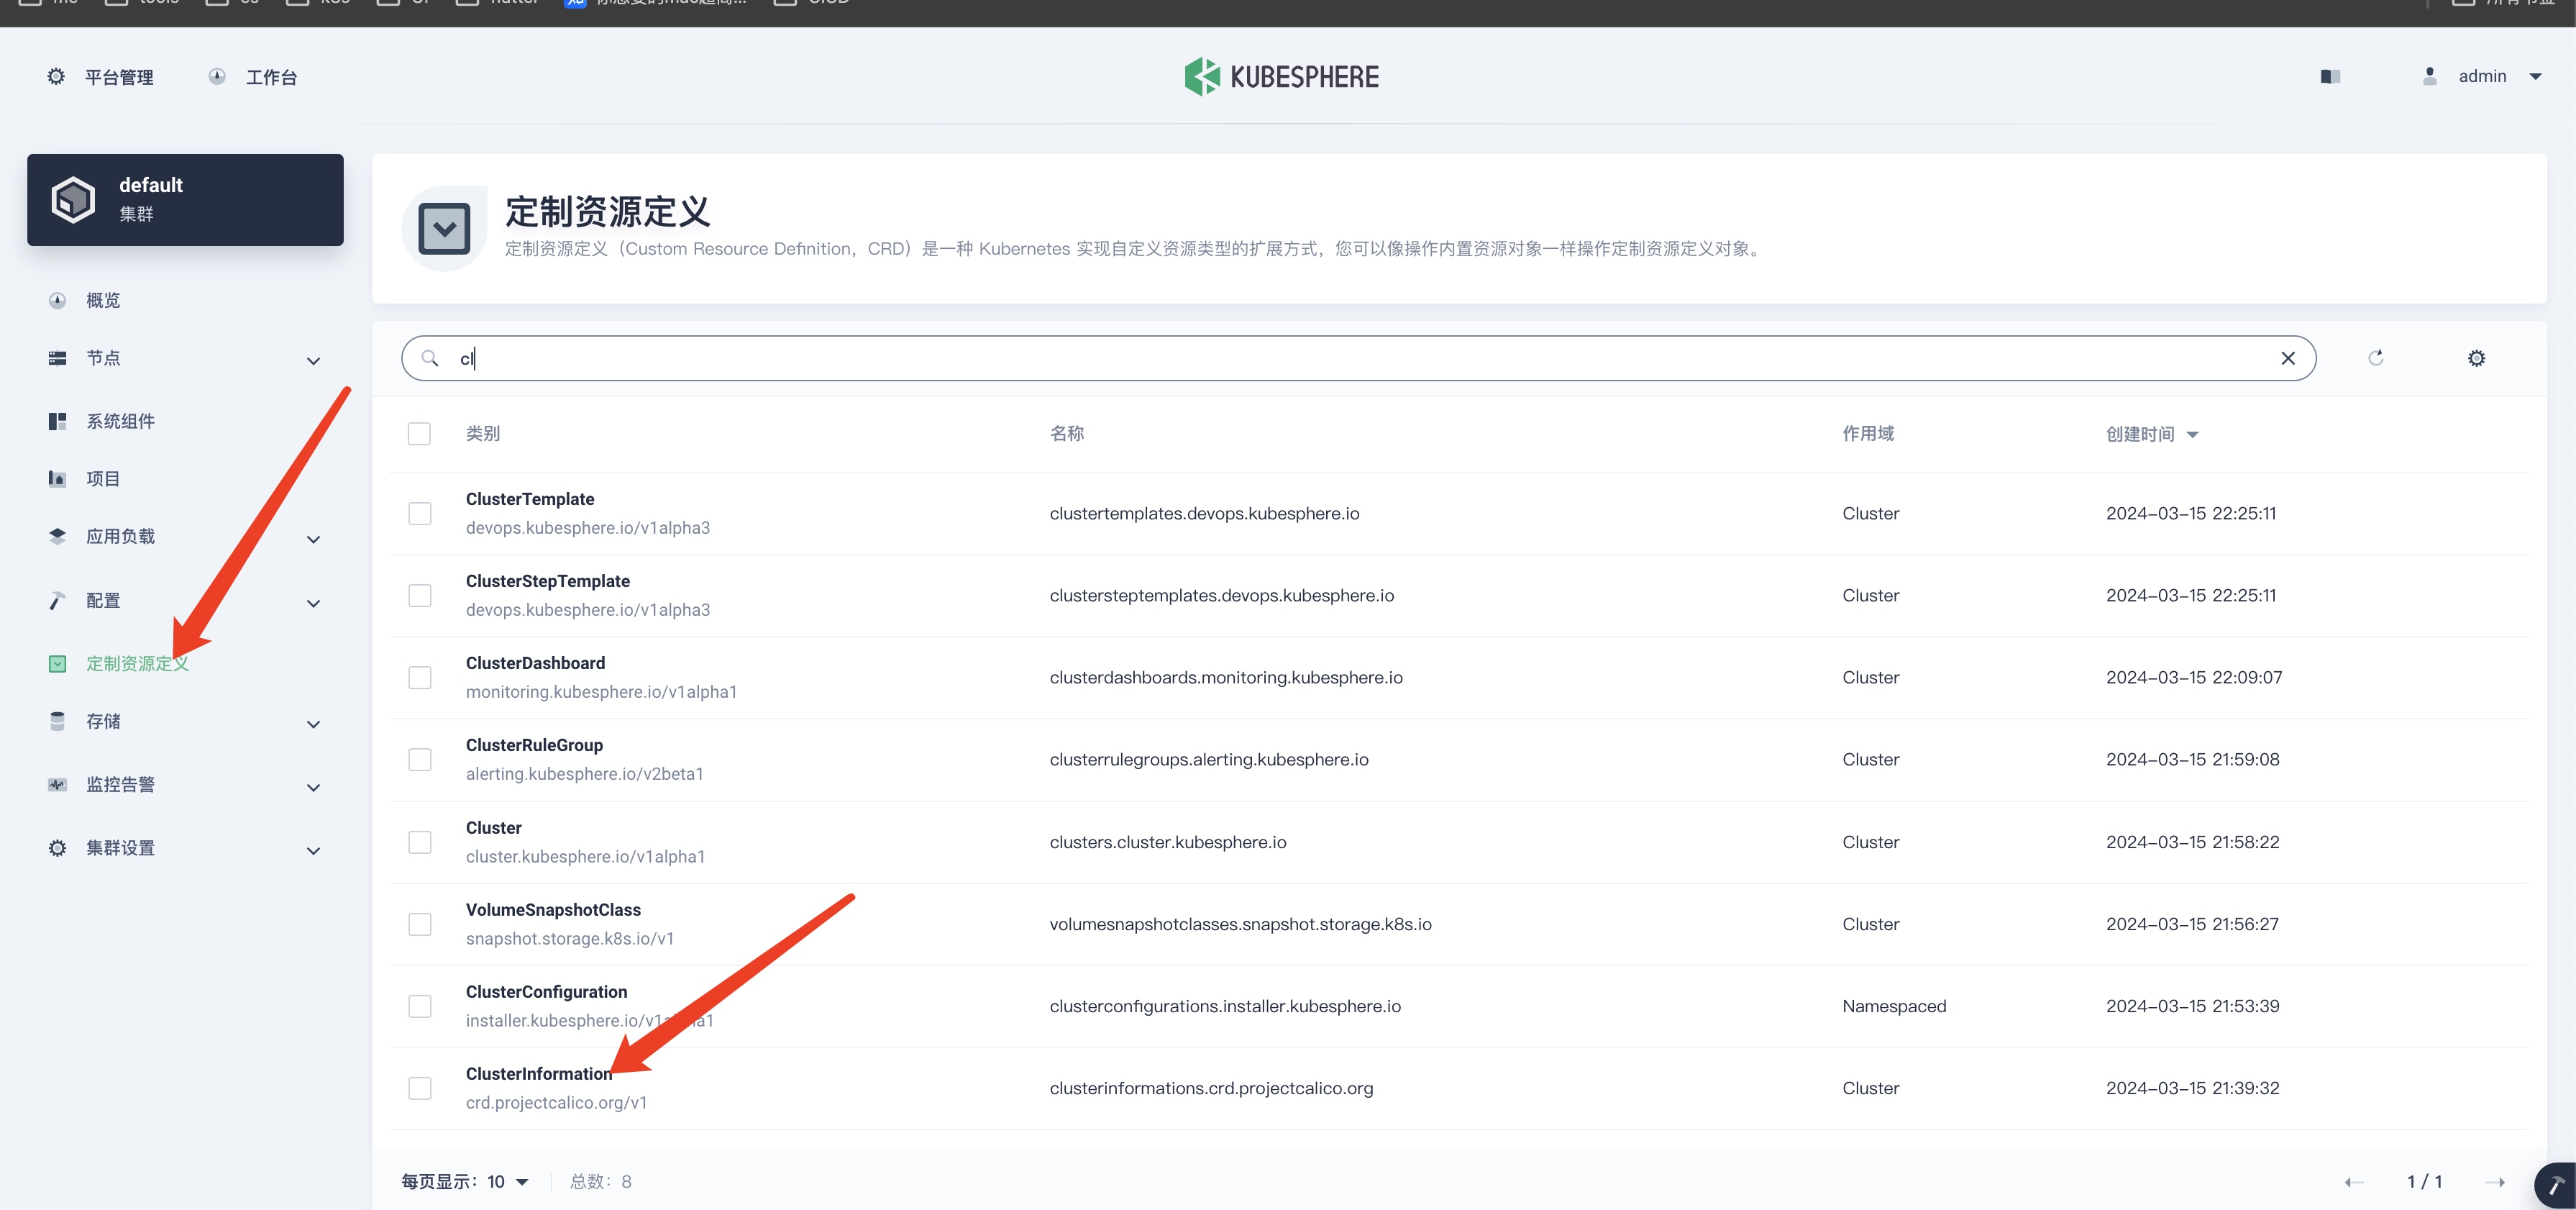 平台管理
工作台
KUBESPHERE
admin
default
集群
概览
节点
系统组件
项目
应用负载
配置
定制资源定义
存储
监控告警
集群设置
定制资源定义
定制资源定义（Custom Resource Definition，CRD）是一种 Kubernetes 实现自定义资源类型的扩展方式，您可以像操作内置资源对象一样操作定制资源定义对象。
cl
类别 名称 作用域 创建时间
ClusterTemplate
devops.kubesphere.io/v1alpha3
clustertemplates.devops.kubesphere.io Cluster 2024-03-15 22:25:11
ClusterStepTemplate
devops.kubesphere.io/v1alpha3
clustersteptemplates.devops.kubesphere.io Cluster 2024-03-15 22:25:11
ClusterDashboard
monitoring.kubesphere.io/v1alpha1
clusterdashboards.monitoring.kubesphere.io Cluster 2024-03-15 22:09:07
ClusterRuleGroup
alerting.kubesphere.io/v2beta1
clusterrulegroups.alerting.kubesphere.io Cluster 2024-03-15 21:59:08
Cluster
cluster.kubesphere.io/v1alpha1
clusters.cluster.kubesphere.io Cluster 2024-03-15 21:58:22
VolumeSnapshotClass
snapshot.storage.k8s.io/v1
volumesnapshotclasses.snapshot.storage.k8s.io Cluster 2024-03-15 21:56:27
ClusterConfiguration
installer.kubesphere.io/v1alpha1
clusterconfigurations.installer.kubesphere.io Namespaced 2024-03-15 21:53:39
ClusterInformation
crd.projectcalico.org/v1
clusterinformations.crd.projectcalico.org Cluster 2024-03-15 21:39:32
每页显示：10 总数：8
1 / 1